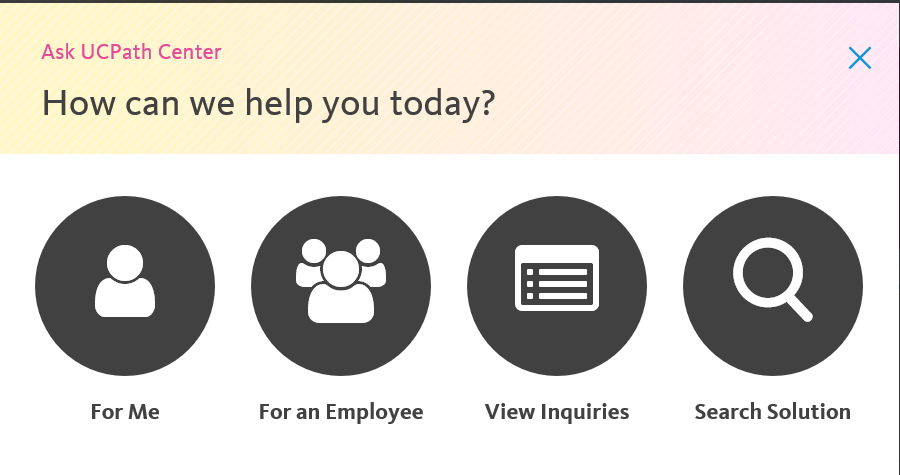 Ask UCPath Center
How can we help you today?
For Me
For an Employee
View Inquiries
Search Solution